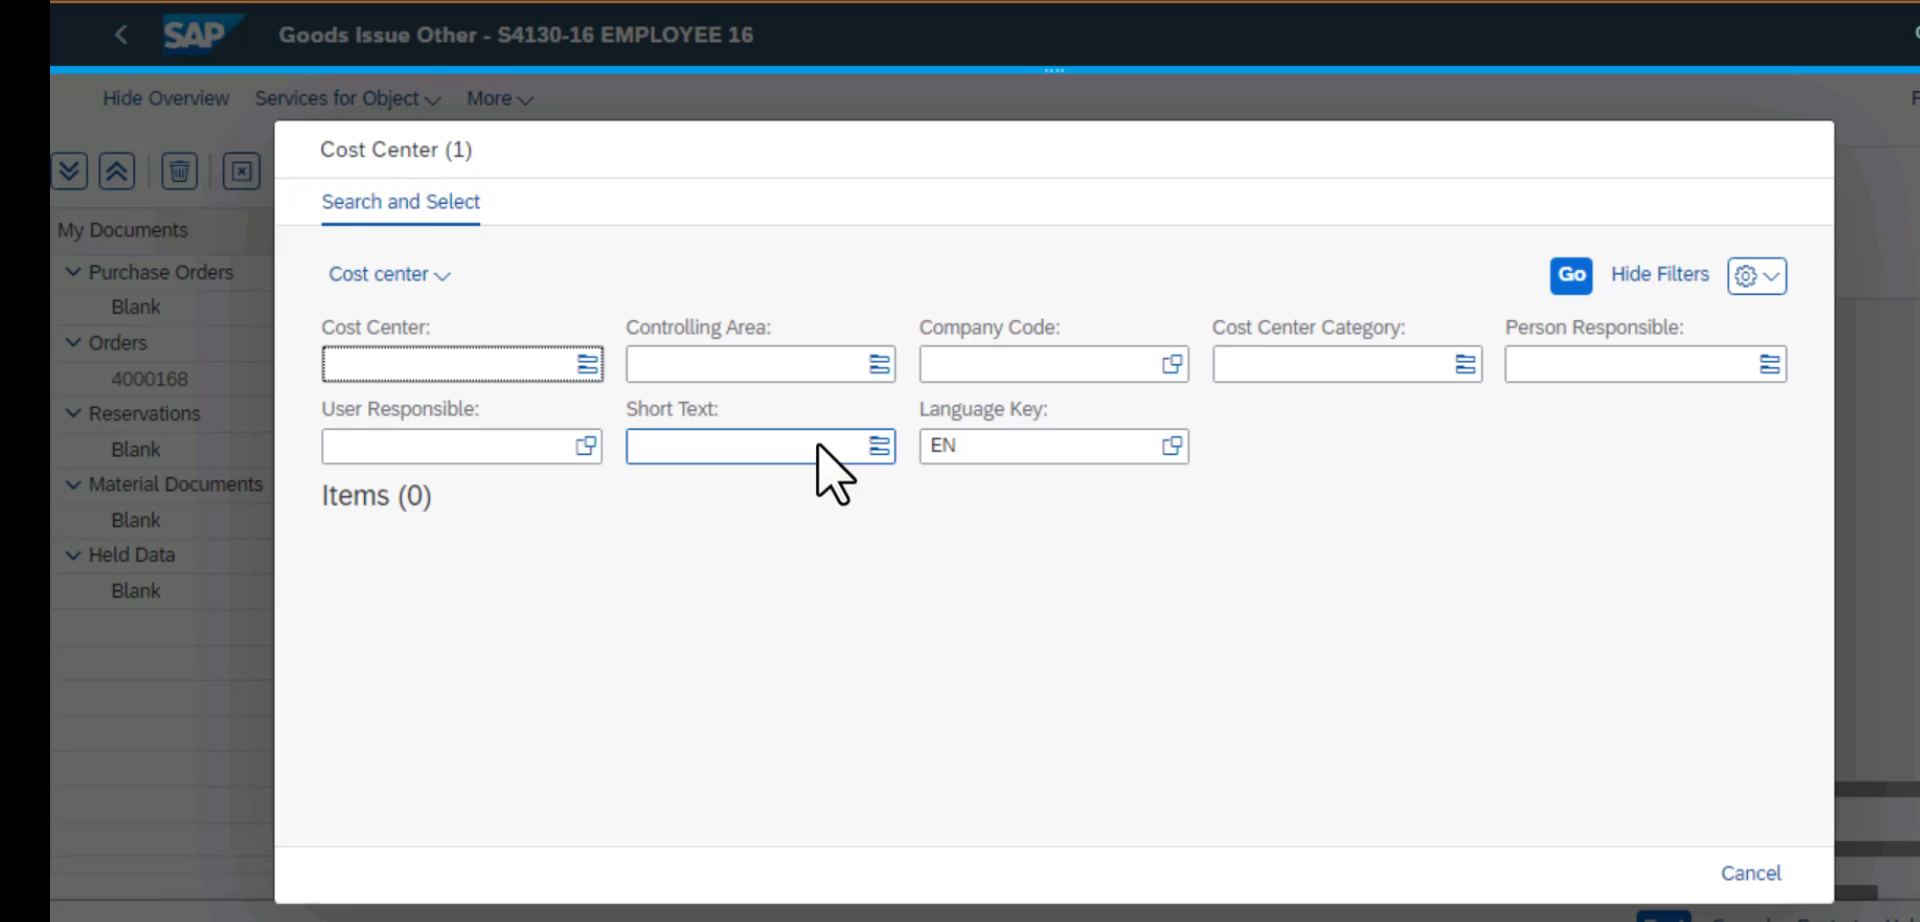 SAP Goods Issue Other - S4130-16 EMPLOYEE 16
Hide Overview Services for Object More
Cost Center (1)
Search and Select
My Documents
Purchase Orders
Blank
Orders
4000168
Reservations
Blank
Material Documents
Blank
Held Data
Blank
Cost center Go Hide Filters
Cost Center: Controlling Area: Company Code: Cost Center Category: Person Responsible:
User Responsible: Short Text: Language Key:
EN
Items (0)
Cancel